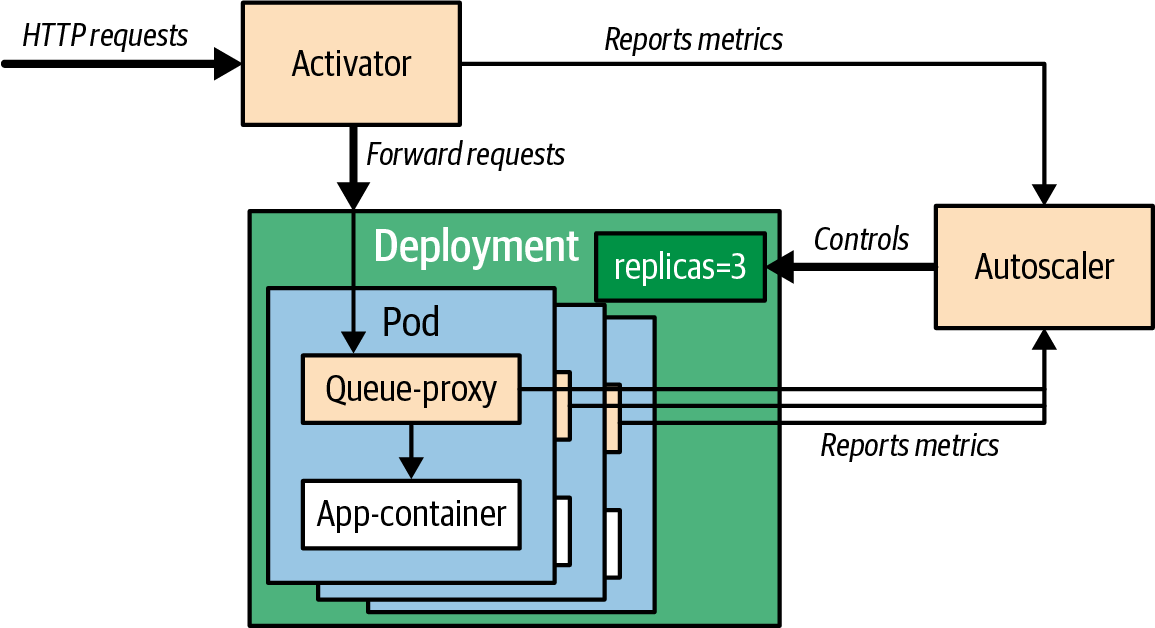 HTTP requests
Activator
Reports metrics
Forward requests
Deployment
replicas=3
Controls
Autoscaler
Pod
Queue-proxy
Reports metrics
App-container